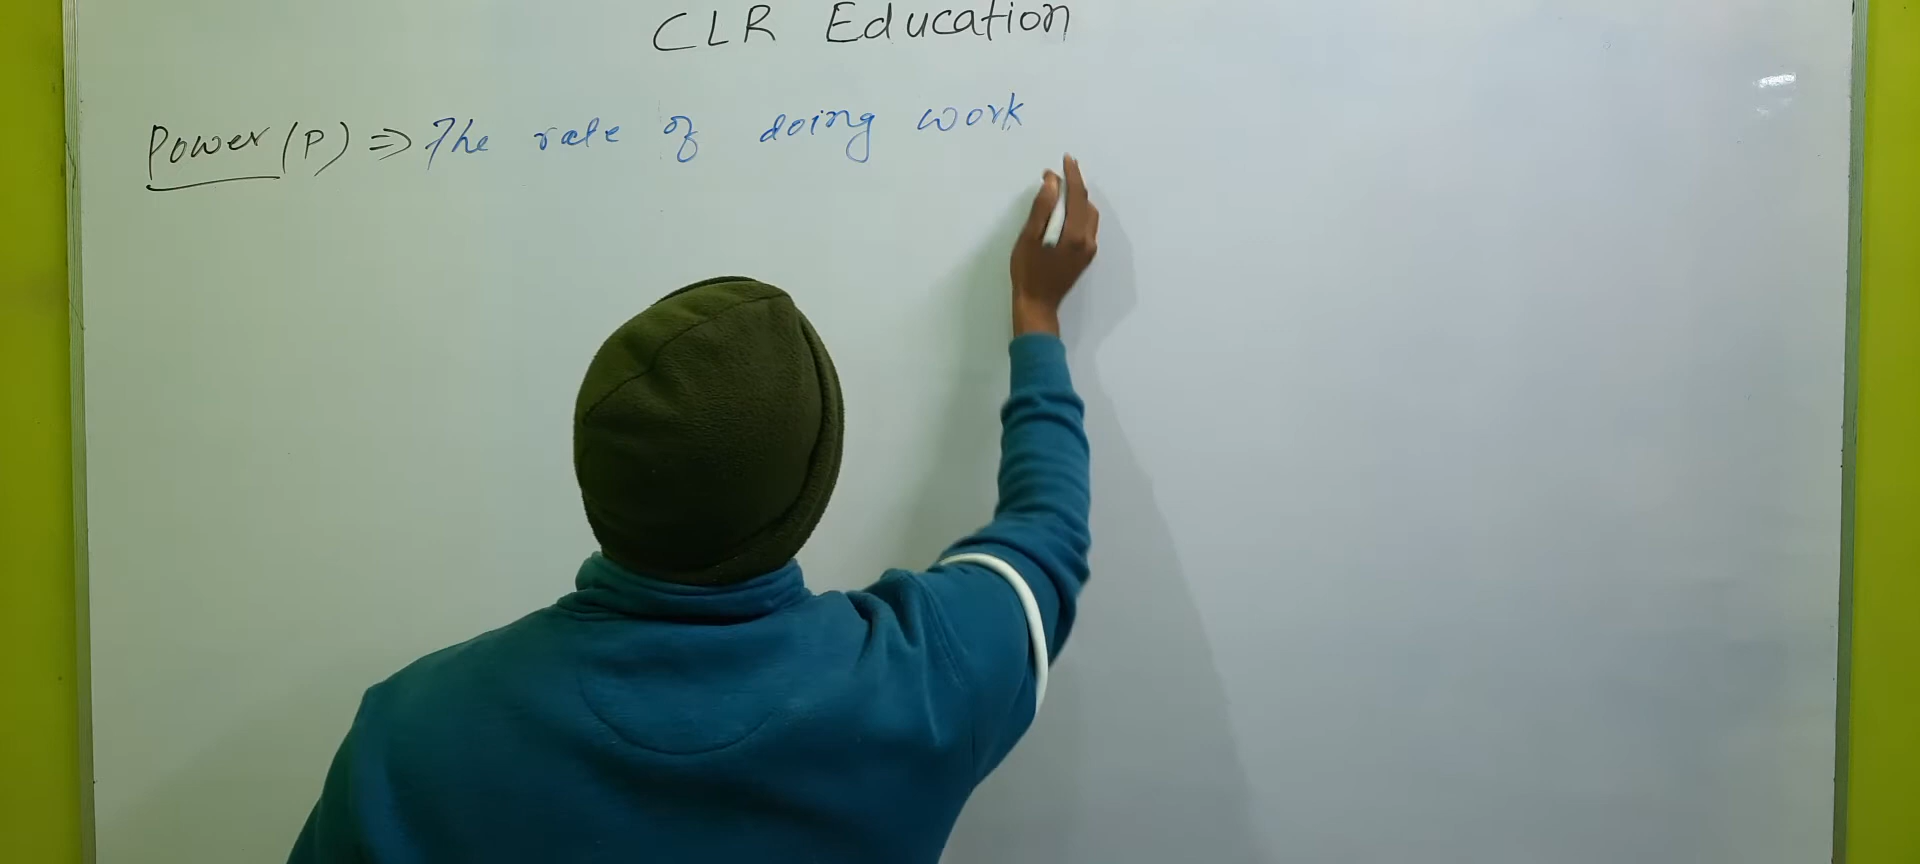 CLR Education
Power (P) ⇒ The rate of doing work